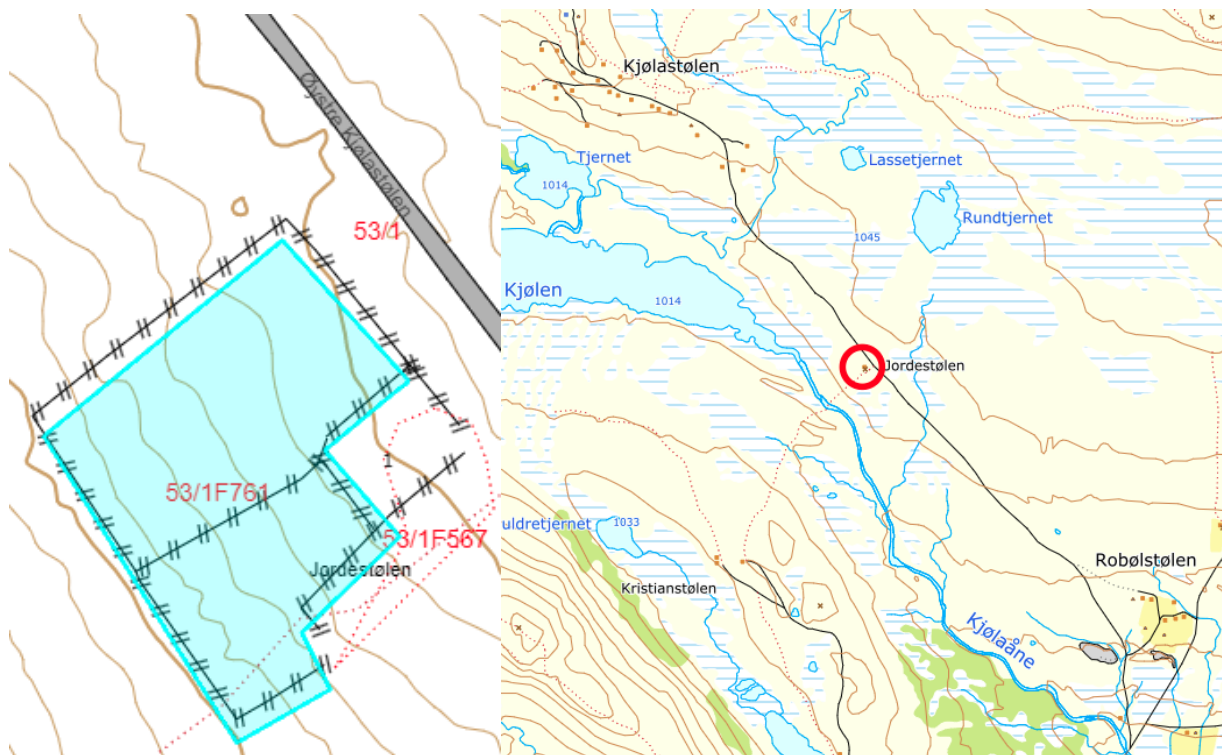 Øystre Kjølastølen
53/1
53/1F761
1
53/1F567
Jordestølen
Kjølastølen
Tjernet
1014
Lassetjernet
Rundtjernet
1045
Kjølen
1014
Jordestølen
uldretjernet
1033
Kristianstølen
Robølstølen
Kjølaåne